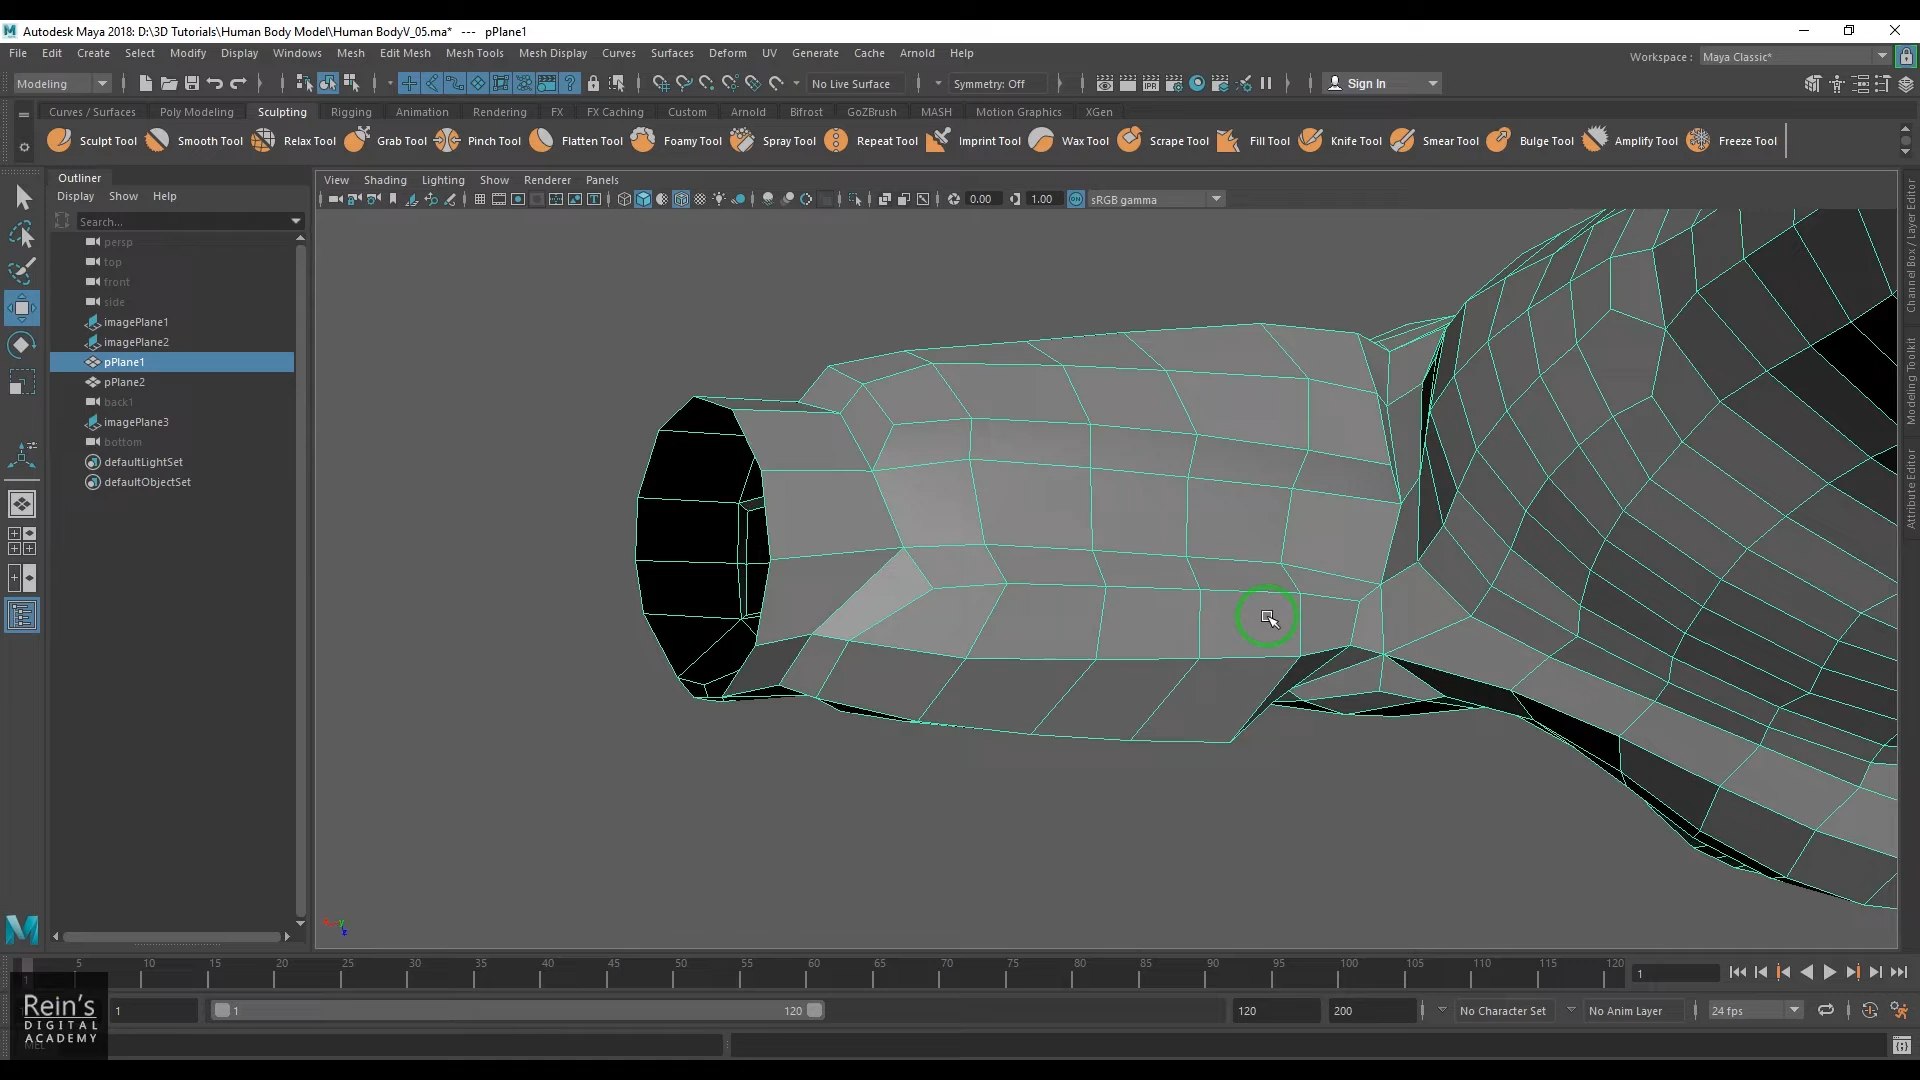 Autodesk Maya 2018: D:\3D Tutorials\Human Body Model\Human BodyV_05.ma* --- pPlane1
File Edit Create Select Modify Display Windows Mesh Edit Mesh Mesh Tools Mesh Display Curves Surfaces Deform UV Generate Cache Arnold Help
Workspace : Maya Classic*
Modeling No Live Surface Symmetry: Off Sign In
Curves / Surfaces Poly Modeling Sculpting Rigging Animation Rendering FX FX Caching Custom Arnold Bifrost GoZBrush MASH Motion Graphics XGen
Sculpt Tool Smooth Tool Relax Tool Grab Tool Pinch Tool Flatten Tool Foamy Tool Spray Tool Repeat Tool Imprint Tool Wax Tool Scrape Tool Fill Tool Knife Tool Smear Tool Bulge Tool Amplify Tool Freeze Tool
Outliner
Display Show Help
Search...
persp
top
front
side
imagePlane1
imagePlane2
pPlane1
pPlane2
back1
imagePlane3
bottom
defaultLightSet
defaultObjectSet
View Shading Lighting Show Renderer Panels
0.00 1.00 sRGB gamma
Channel Box / Layer Editor
Modeling Toolkit
Attribute Editor
5 10 15 20 25 30 35 40 45 50 55 60 65 70 75 80 85 90 95 100 105 110 115 120
1
1 1 120 120 200 No Character Set No Anim Layer 24 fps
Rein's
DIGITAL
ACADEMY